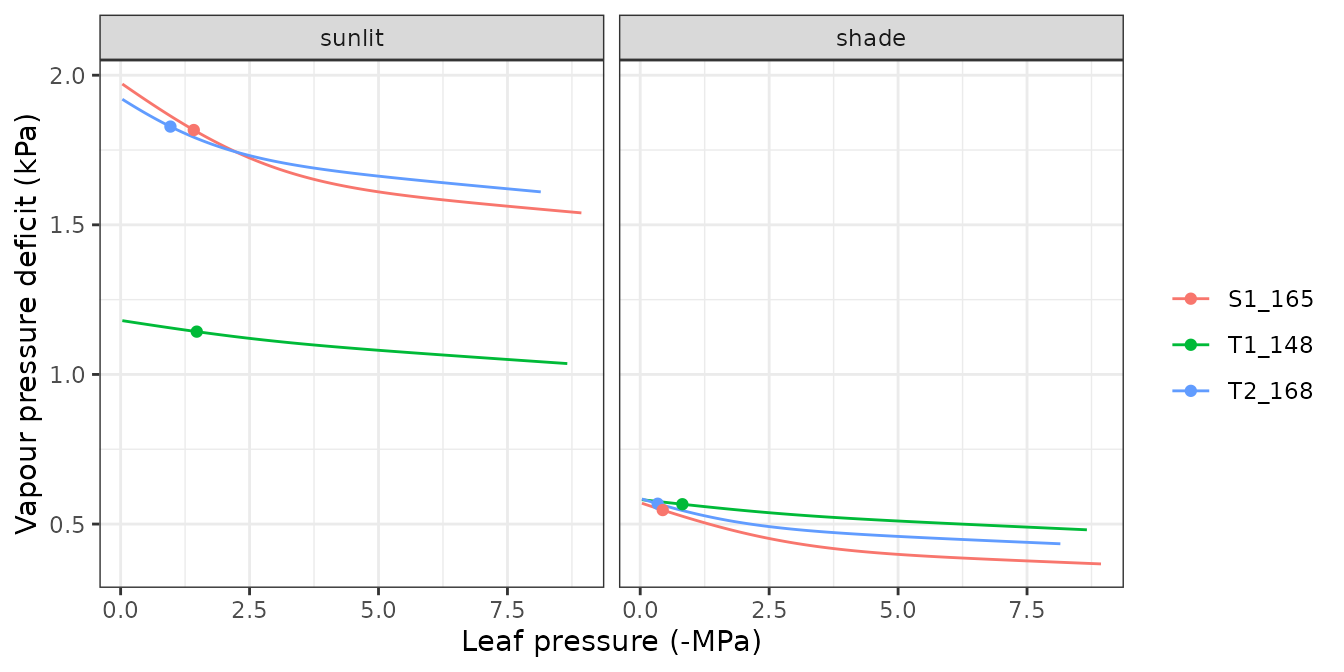 sunlit
shade
Vapour pressure deficit (kPa)
2.0
1.5
1.0
0.5
0.0 2.5 5.0 7.5
0.0 2.5 5.0 7.5
Leaf pressure (-MPa)
S1_165
T1_148
T2_168